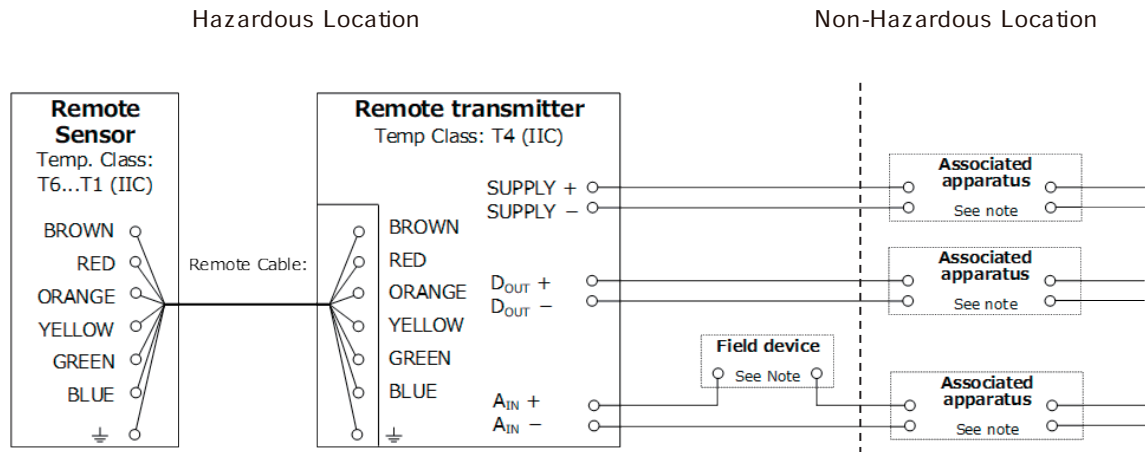 Hazardous Location
Non-Hazardous Location
Remote
Sensor
Temp. Class:
T6...T1 (IIC)
BROWN
RED
ORANGE
YELLOW
GREEN
BLUE
Remote Cable:
Remote transmitter
Temp Class: T4 (IIC)
BROWN
RED
ORANGE
YELLOW
GREEN
BLUE
SUPPLY +
SUPPLY −
DOUT +
DOUT −
AIN +
AIN −
Field device
See Note
Associated
apparatus
See note
Associated
apparatus
See note
Associated
apparatus
See note